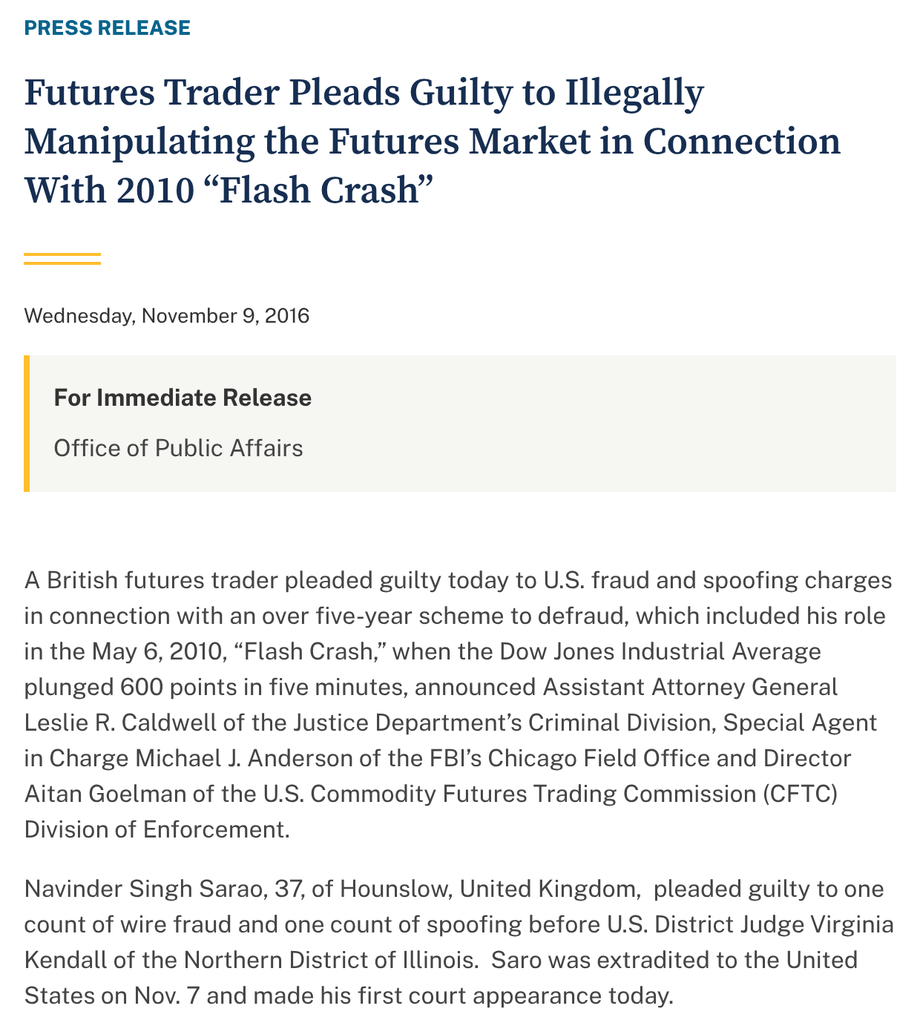 PRESS RELEASE
Futures Trader Pleads Guilty to Illegally
Manipulating the Futures Market in Connection
With 2010 “Flash Crash”
Wednesday, November 9, 2016
For Immediate Release
Office of Public Affairs
A British futures trader pleaded guilty today to U.S. fraud and spoofing charges
in connection with an over five-year scheme to defraud, which included his role
in the May 6, 2010, “Flash Crash,” when the Dow Jones Industrial Average
plunged 600 points in five minutes, announced Assistant Attorney General
Leslie R. Caldwell of the Justice Department’s Criminal Division, Special Agent
in Charge Michael J. Anderson of the FBI’s Chicago Field Office and Director
Aitan Goelman of the U.S. Commodity Futures Trading Commission (CFTC)
Division of Enforcement.
Navinder Singh Sarao, 37, of Hounslow, United Kingdom,  pleaded guilty to one
count of wire fraud and one count of spoofing before U.S. District Judge Virginia
Kendall of the Northern District of Illinois.  Saro was extradited to the United
States on Nov. 7 and made his first court appearance today.